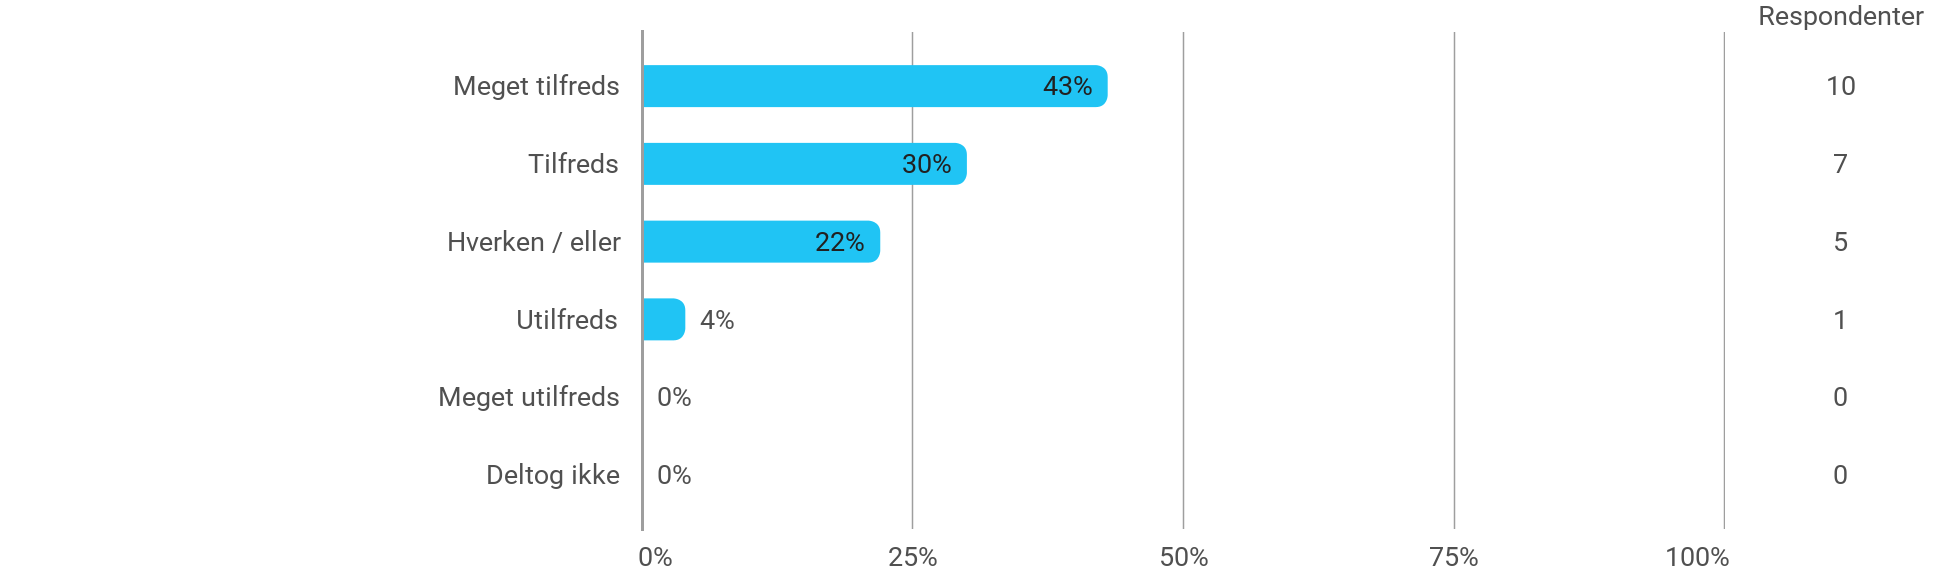 Respondenter
Meget tilfreds 43% 10
Tilfreds 30% 7
Hverken / eller 22% 5
Utilfreds 4% 1
Meget utilfreds 0% 0
Deltog ikke 0% 0
0% 25% 50% 75% 100%